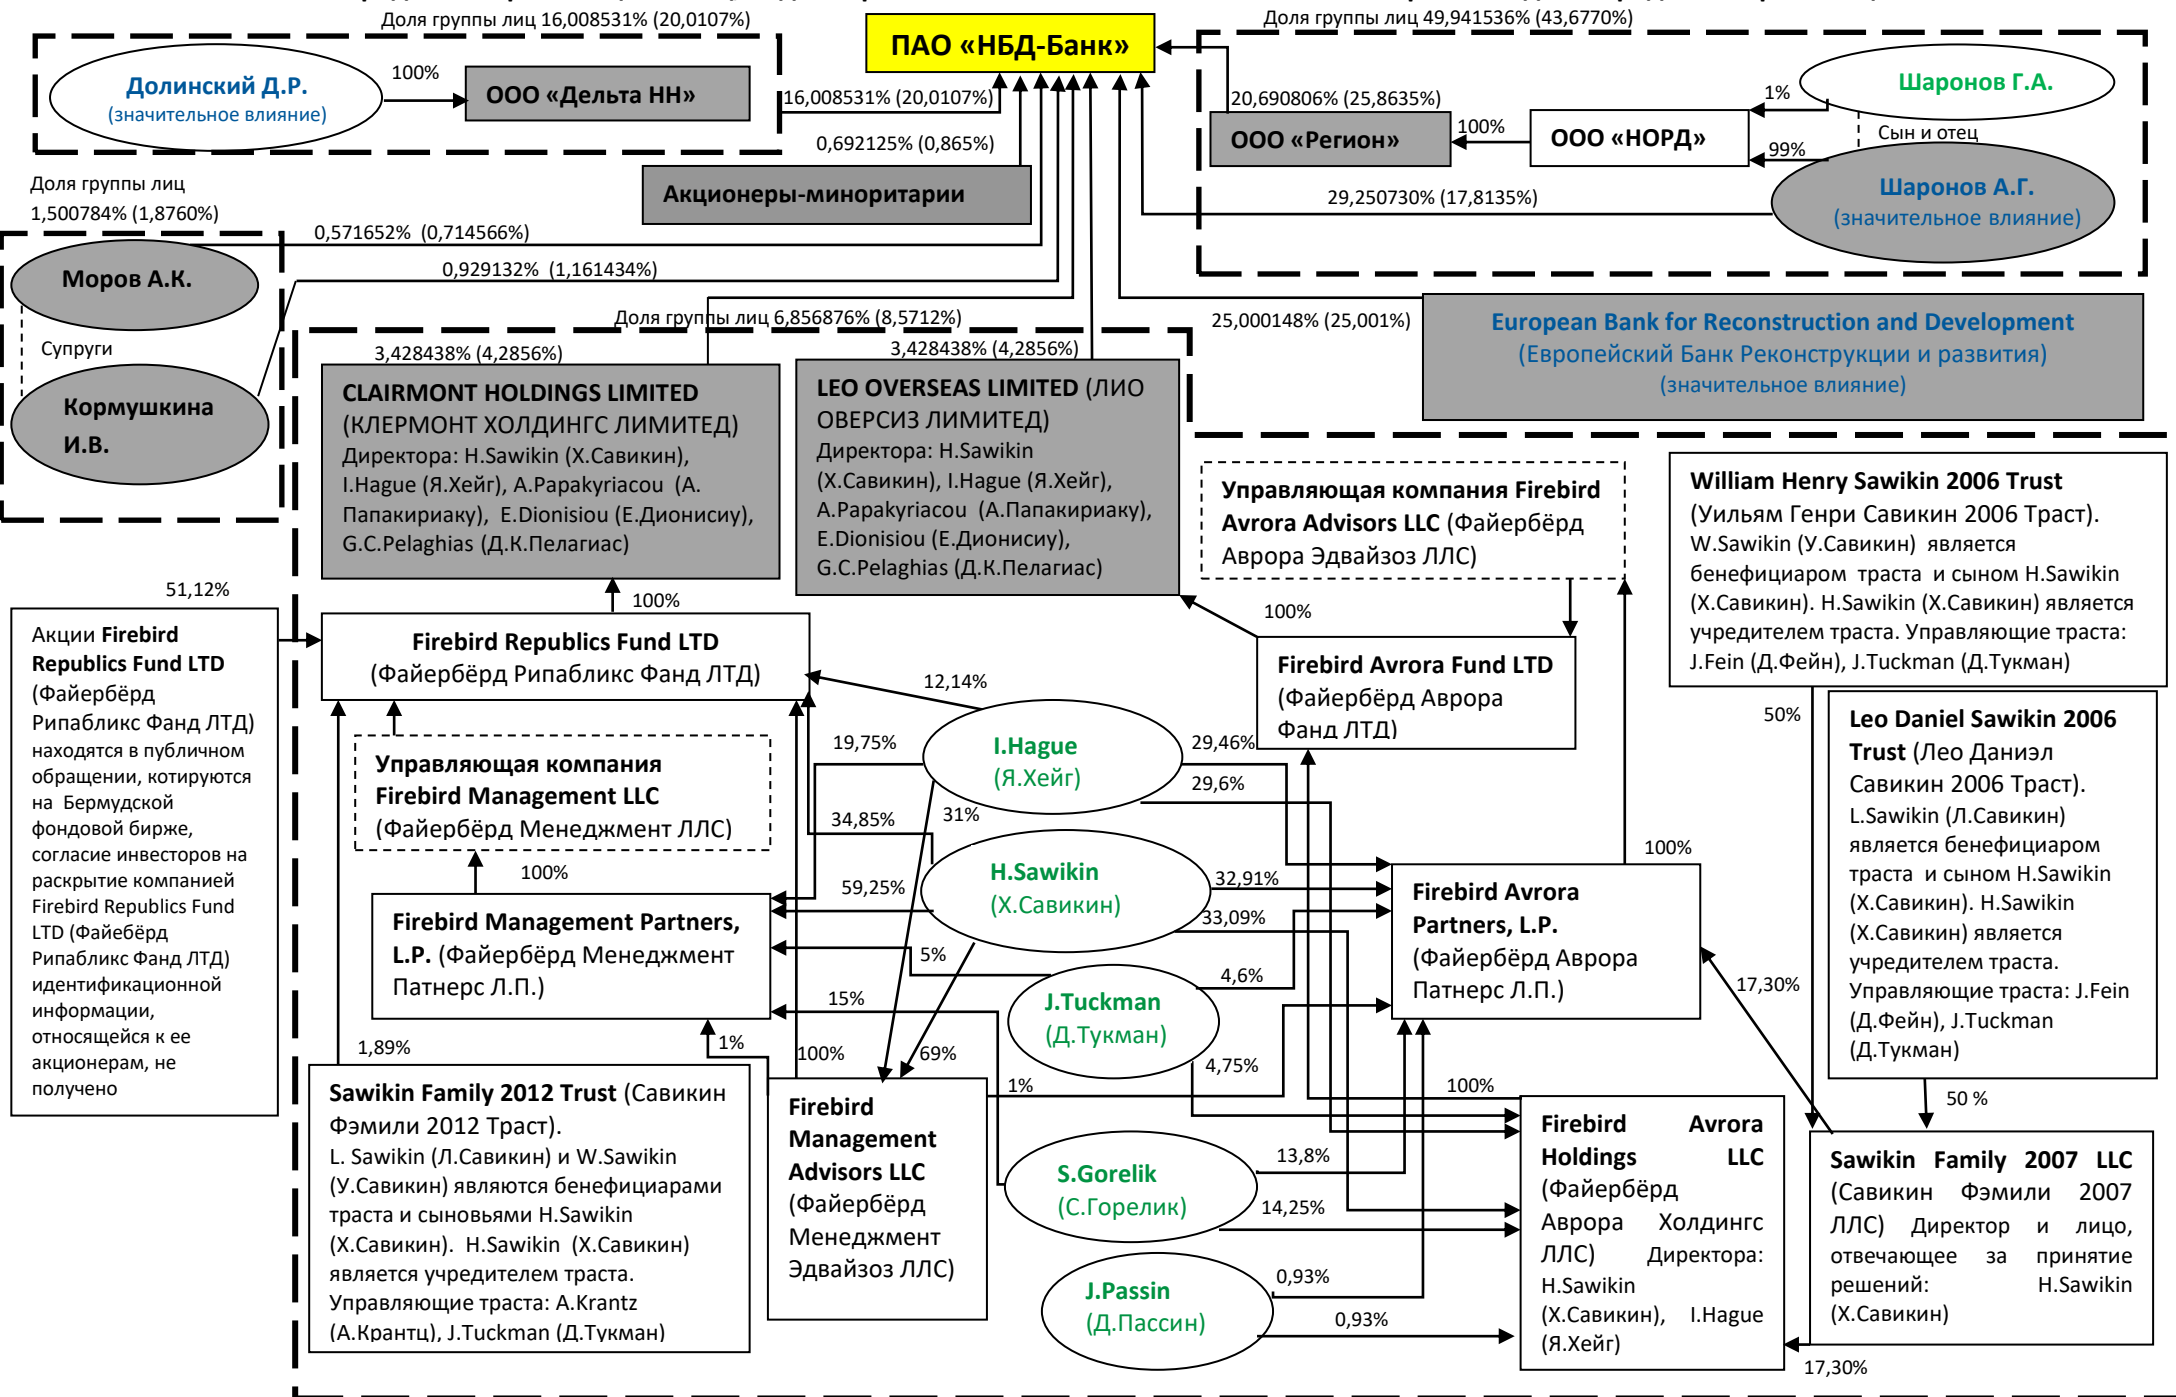 Доля группы лиц 16,008531% (20,0107%)
Доля группы лиц 49,941536% (43,6770%)
ПАО «НБД-Банк»
Долинский Д.Р.
(значительное влияние)
100%
ООО «Дельта НН»
16,008531% (20,0107%)
0,692125% (0,865%)
Акционеры-миноритарии
20,690806% (25,8635%)
ООО «Регион»
100%
ООО «НОРД»
1%
99%
Шаронов Г.А.
Сын и отец
Шаронов А.Г.
(значительное влияние)
29,250730% (17,8135%)
Доля группы лиц
1,500784% (1,8760%)
0,571652% (0,714566%)
0,929132% (1,161434%)
Моров А.К.
Супруги
Кормушкина
И.В.
Доля группы лиц 6,856876% (8,5712%)
3,428438% (4,2856%)
3,428438% (4,2856%)
25,000148% (25,001%)
European Bank for Reconstruction and Development
(Европейский Банк Реконструкции и развития)
(значительное влияние)
CLAIRMONT HOLDINGS LIMITED
(КЛЕРМОНТ ХОЛДИНГС ЛИМИТЕД)
Директора: H.Sawikin (Х.Савикин),
I.Hague (Я.Хейг), A.Papakyriacou (А.
Папакириаку), E.Dionisiou (Е.Дионисиу),
G.C.Pelaghias (Д.К.Пелагиас)
LEO OVERSEAS LIMITED (ЛИО
ОВЕРСИЗ ЛИМИТЕД)
Директора: H.Sawikin
(Х.Савикин), I.Hague (Я.Хейг),
A.Papakyriacou (А.Папакириаку),
E.Dionisiou (Е.Дионисиу),
G.C.Pelaghias (Д.К.Пелагиас)
Управляющая компания Firebird
Avrora Advisors LLC (Файербёрд
Аврора Эдвайзоз ЛЛС)
William Henry Sawikin 2006 Trust
(Уильям Генри Савикин 2006 Траст).
W.Sawikin (У.Савикин) является
бенефициаром траста и сыном H.Sawikin
(Х.Савикин). H.Sawikin (Х.Савикин) является
учредителем траста. Управляющие траста:
J.Fein (Д.Фейн), J.Tuckman (Д.Тукман)
51,12%
100%
100%
Акции Firebird
Republics Fund LTD
(Файербёрд
Рипабликс Фанд ЛТД)
находятся в публичном
обращении, котируются
на Бермудской
фондовой бирже,
согласие инвесторов на
раскрытие компанией
Firebird Republics Fund
LTD (Файебёрд
Рипабликс Фанд ЛТД)
идентификационной
информации,
относящейся к ее
акционерам, не
получено
Firebird Republics Fund LTD
(Файербёрд Рипабликс Фанд ЛТД)
Firebird Avrora Fund LTD
(Файербёрд Аврора
Фанд ЛТД)
12,14%
50%
Leo Daniel Sawikin 2006
Trust (Лео Даниэл
Савикин 2006 Траст).
L.Sawikin (Л.Савикин)
является бенефициаром
траста и сыном H.Sawikin
(Х.Савикин). H.Sawikin
(Х.Савикин) является
учредителем траста.
Управляющие траста: J.Fein
(Д.Фейн), J.Tuckman
(Д.Тукман)
Управляющая компания
Firebird Management LLC
(Файербёрд Менеджмент ЛЛС)
19,75%
I.Hague
(Я.Хейг)
29,46%
29,6%
34,85%
31%
100%
100%
H.Sawikin
(Х.Савикин)
59,25%
32,91%
33,09%
Firebird Management Partners,
L.P. (Файербёрд Менеджмент
Патнерс Л.П.)
Firebird Avrora
Partners, L.P.
(Файербёрд Аврора
Патнерс Л.П.)
5%
4,6%
17,30%
15%
J.Tuckman
(Д.Тукман)
1,89%
1%
100%
69%
4,75%
1%
100%
50 %
Sawikin Family 2012 Trust (Савикин
Фэмили 2012 Траст).
L. Sawikin (Л.Савикин) и W.Sawikin
(У.Савикин) являются бенефициарами
траста и сыновьями H.Sawikin
(Х.Савикин). H.Sawikin (Х.Савикин)
является учредителем траста.
Управляющие траста: A.Krantz
(А.Крантц), J.Tuckman (Д.Тукман)
Firebird
Management
Advisors LLC
(Файербёрд
Менеджмент
Эдвайзоз ЛЛС)
S.Gorelik
(С.Горелик)
13,8%
14,25%
J.Passin
(Д.Пассин)
0,93%
0,93%
Firebird Avrora
Holdings LLC
(Файербёрд
Аврора Холдингс
ЛЛС) Директора:
H.Sawikin
(Х.Савикин), I.Hague
(Я.Хейг)
Sawikin Family 2007 LLC
(Савикин Фэмили 2007
ЛЛС) Директор и лицо,
отвечающее за принятие
решений: H.Sawikin
(Х.Савикин)
17,30%